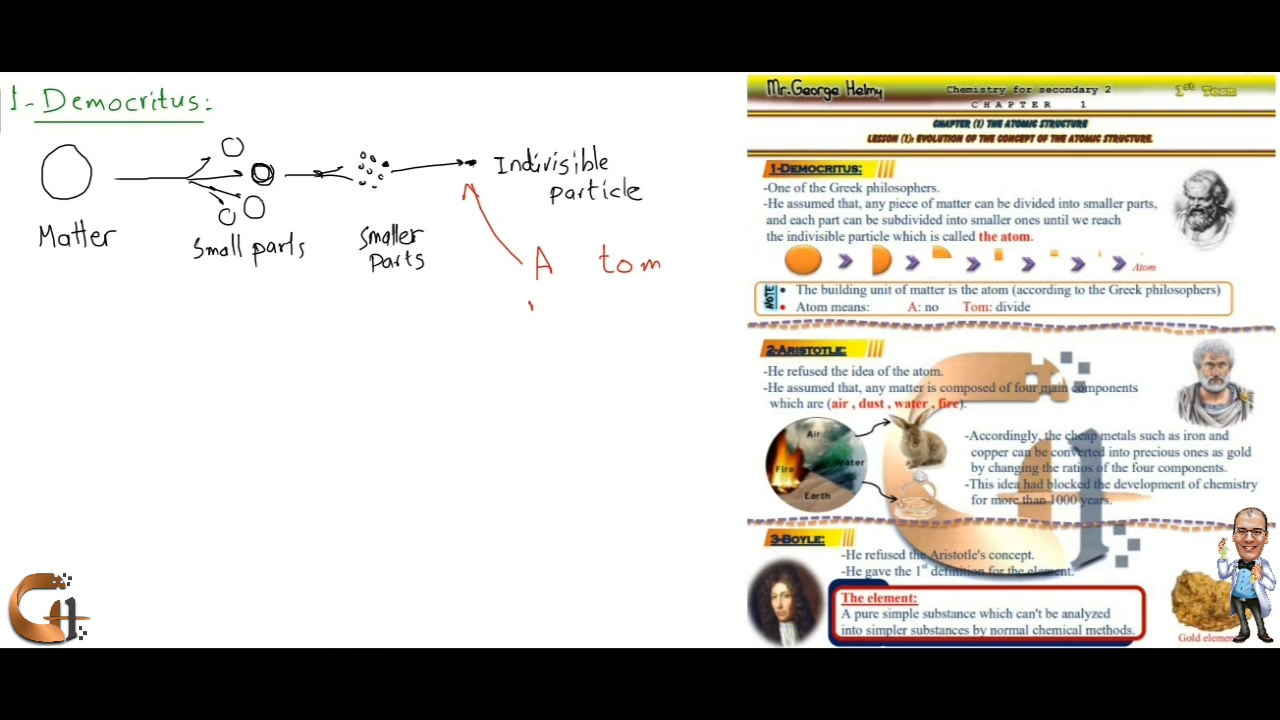 1- Democritus:
Matter
Small parts
Smaller
parts
Indivisible
particle
A tom
Mr.George Helmy
Chemistry for secondary 2
CHAPTER 1
1st Team
CHAPTER (1) THE ATOMIC STRUCTURE
LESSON (1): EVOLUTION OF THE CONCEPT OF THE ATOMIC STRUCTURE.
1-DEMOCRITUS:
-One of the Greek philosophers.
-He assumed that, any piece of matter can be divided into smaller parts,
and each part can be subdivided into smaller ones until we reach
the indivisible particle which is called the atom.
Atom
NOTE
• The building unit of matter is the atom (according to the Greek philosophers)
• Atom means: A: no Tom: divide
2-ARISTOTLE:
-He refused the idea of the atom.
-He assumed that, any matter is composed of four main components
which are (air , dust , water , fire).
Air
Water
Fire
Earth
-Accordingly, the cheap metals such as iron and
copper can be converted into precious ones as gold
by changing the ratios of the four components.
-This idea had blocked the development of chemistry
for more than 1000 years.
3-BOYLE:
-He refused the Aristotle's concept.
-He gave the 1st definition for the element.
The element:
A pure simple substance which can't be analyzed
into simpler substances by normal chemical methods.
Gold element